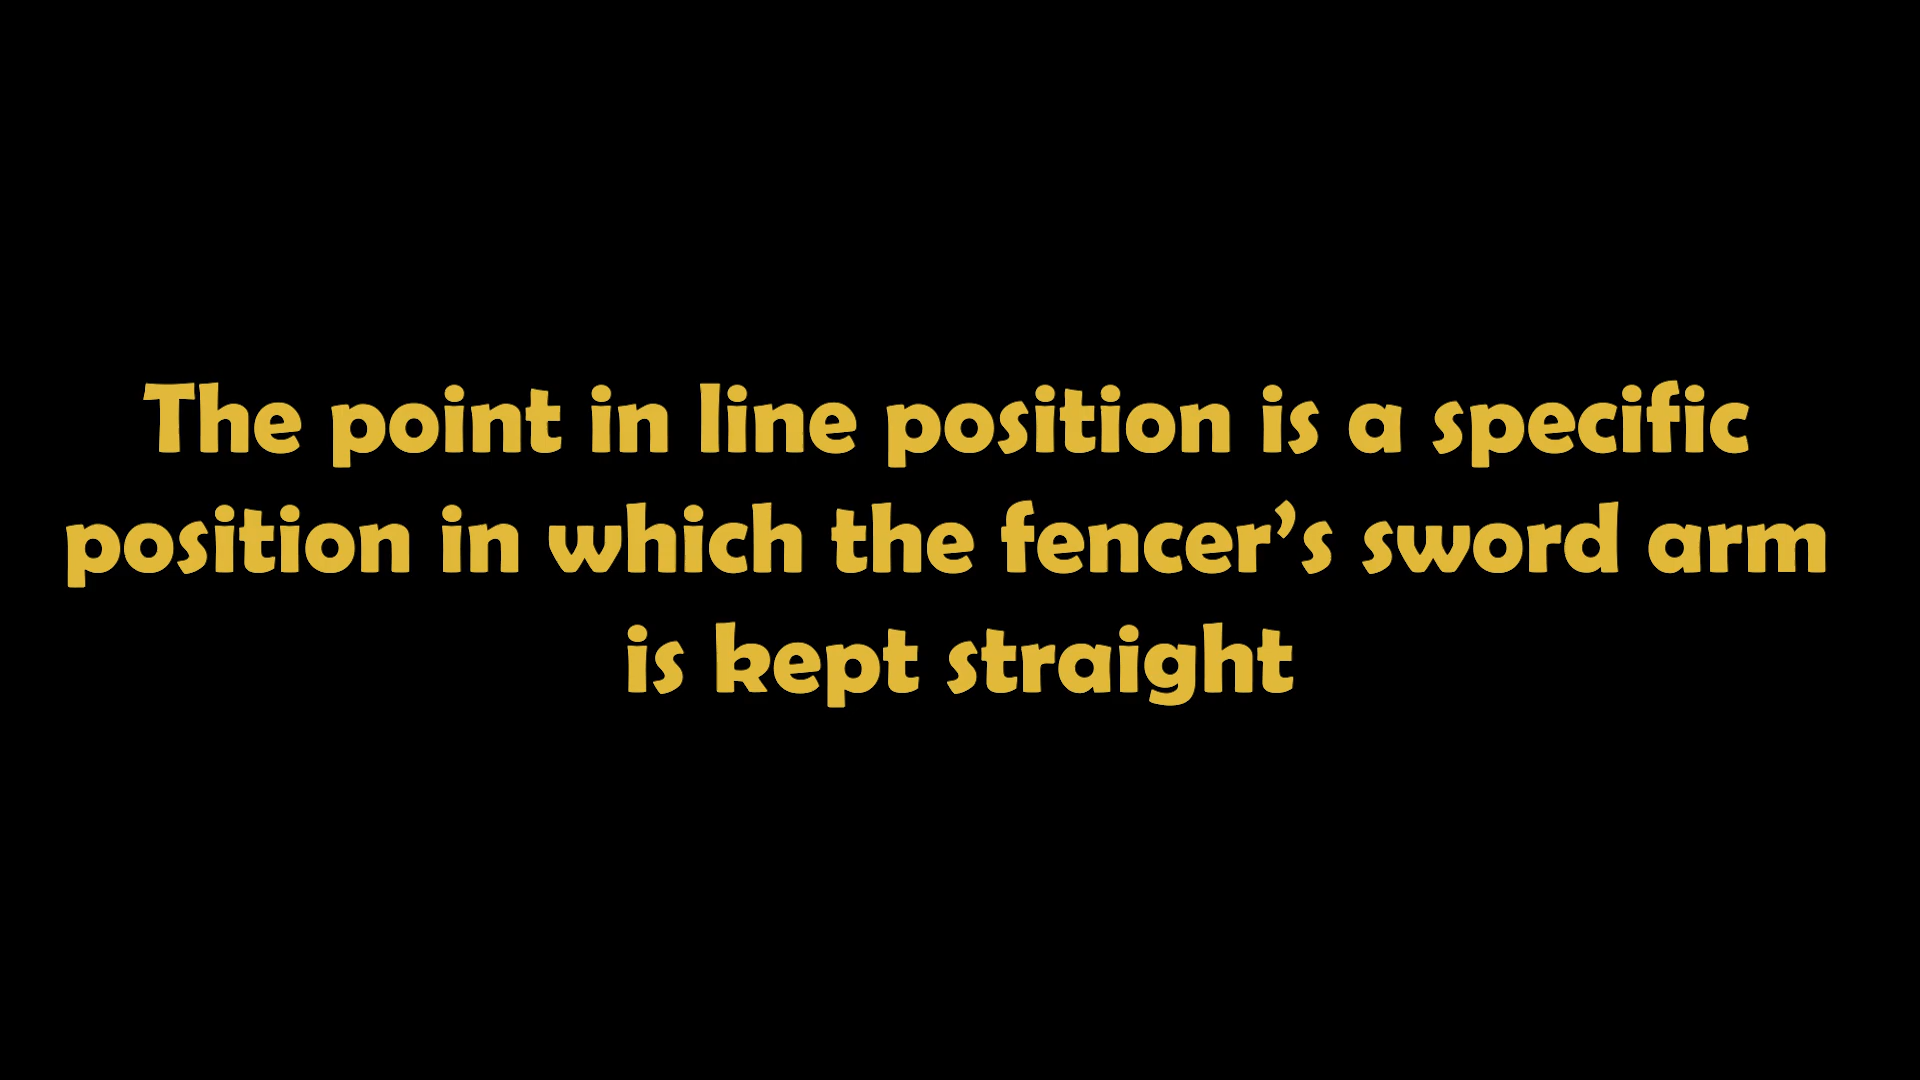 The point in line position is a specific
position in which the fencer’s sword arm
is kept straight